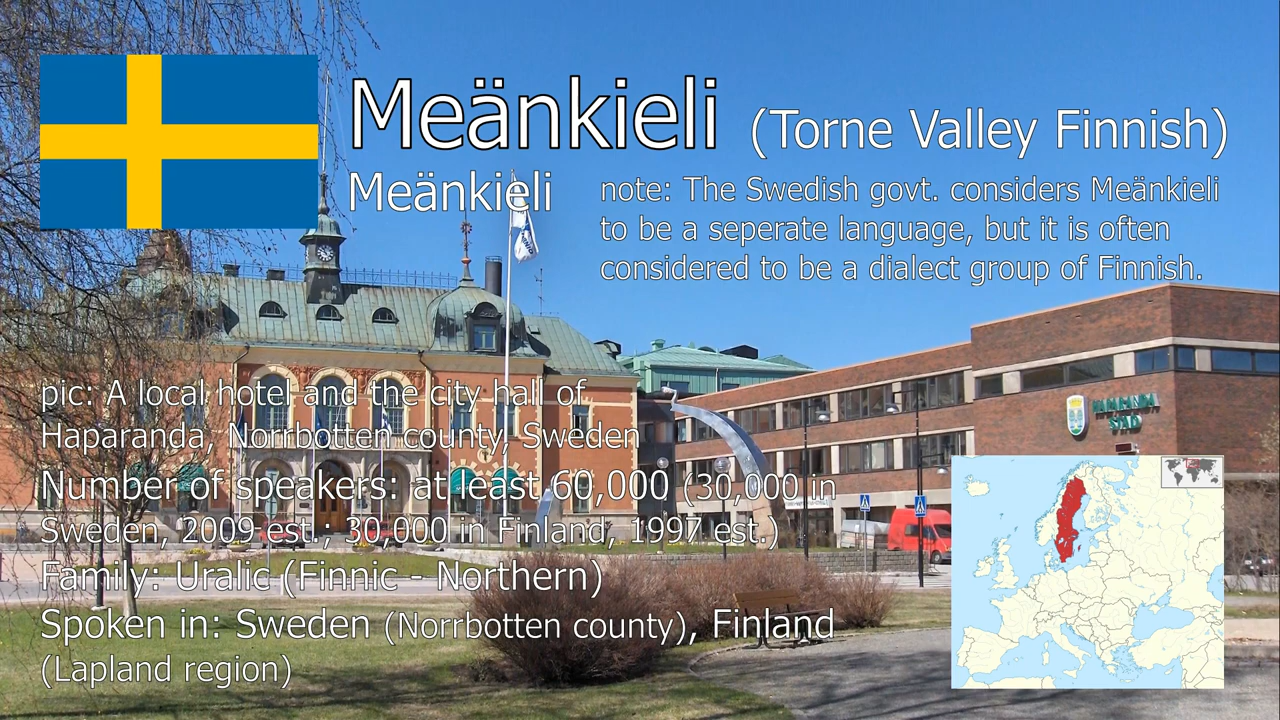 Meänkieli (Torne Valley Finnish)
Meänkieli
note: The Swedish govt. considers Meänkieli
to be a seperate language, but it is often
considered to be a dialect group of Finnish.
pic: A local hotel and the city hall of
Haparanda, Norrbotten county, Sweden
HAPARANDA
STAD
Number of speakers: at least 60,000 (30,000 in
Sweden, 2009 est.; 30,000 in Finland, 1997 est.)
Family: Uralic (Finnic - Northern)
Spoken in: Sweden (Norrbotten county), Finland
(Lapland region)